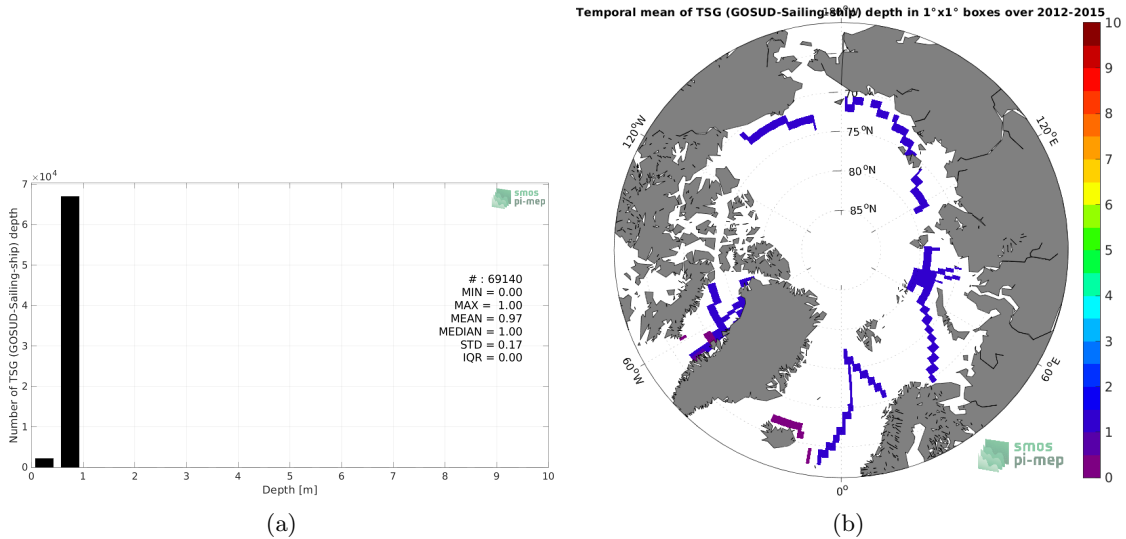 Temporal mean of TSG (GOSUD-Sailing-ship) depth in 1°x1° boxes over 2012-2015
×10⁴
7
6
5
4
3
2
1
0
Number of TSG (GOSUD-Sailing-ship) depth
smos
pi-mep
# : 69140
MIN = 0.00
MAX = 1.00
MEAN = 0.97
MEDIAN = 1.00
STD = 0.17
IQR = 0.00
0 1 2 3 4 5 6 7 8 9 10
Depth [m]
(a)
180°W
120°W
120°E
75°N
80°N
85°N
60°W
60°E
0°
smos
pi-mep
10
9
8
7
6
5
4
3
2
1
0
(b)